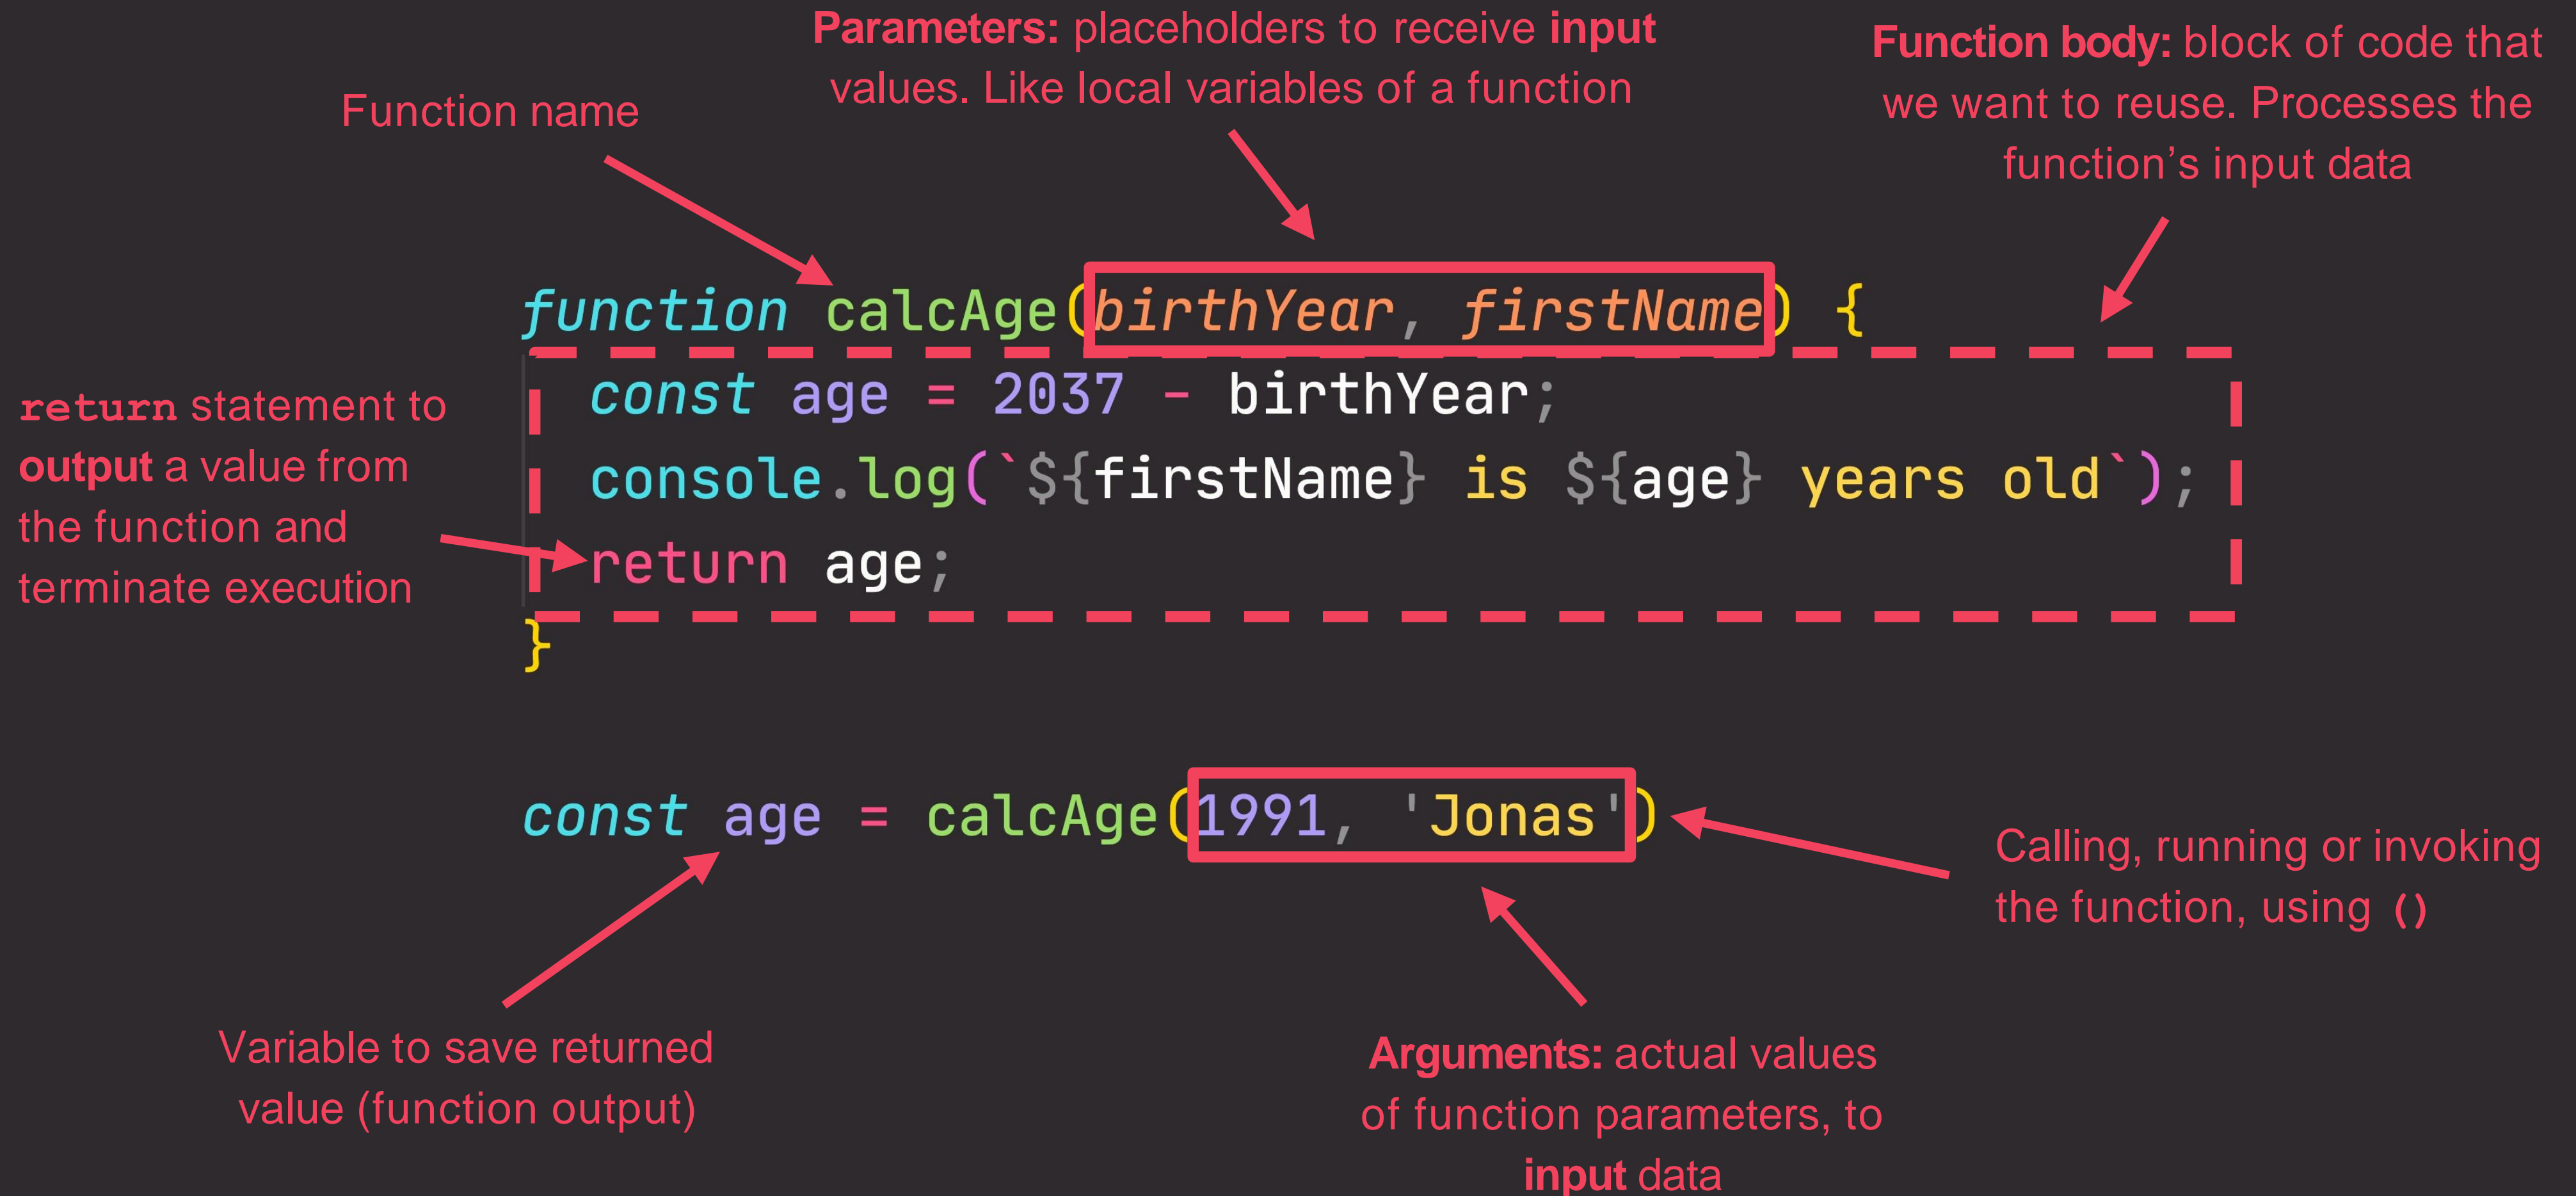 Parameters: placeholders to receive input
values. Like local variables of a function
Function body: block of code that
we want to reuse. Processes the
function’s input data
Function name
function calcAge(birthYear, firstName) {
const age = 2037 - birthYear;
console.log(`${firstName} is ${age} years old`);
return age;
}
return statement to
output a value from
the function and
terminate execution
const age = calcAge(1991, 'Jonas')
Calling, running or invoking
the function, using ()
Variable to save returned
value (function output)
Arguments: actual values
of function parameters, to
input data